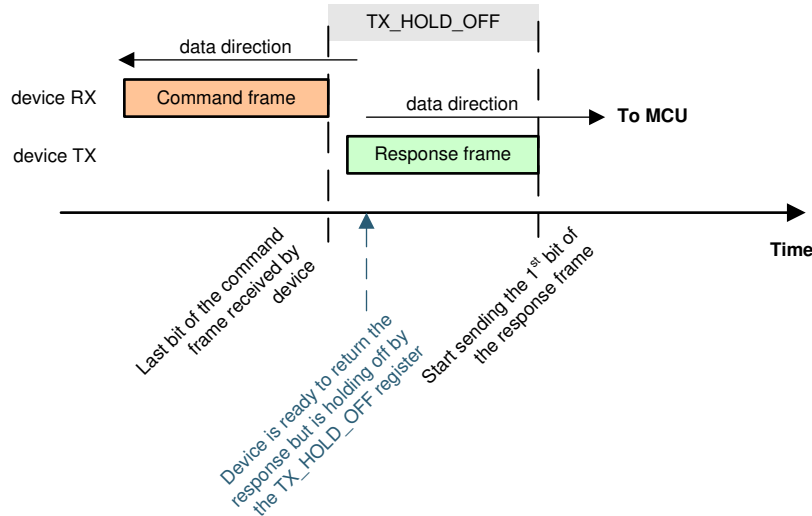 TX_HOLD_OFF
data direction
device RX
Command frame
data direction
To MCU
device TX
Response frame
Time
Last bit of the command
frame received by
device
Device is ready to return the
response but is holding off by
the TX_HOLD_OFF register
Start sending the 1st bit of
the response frame